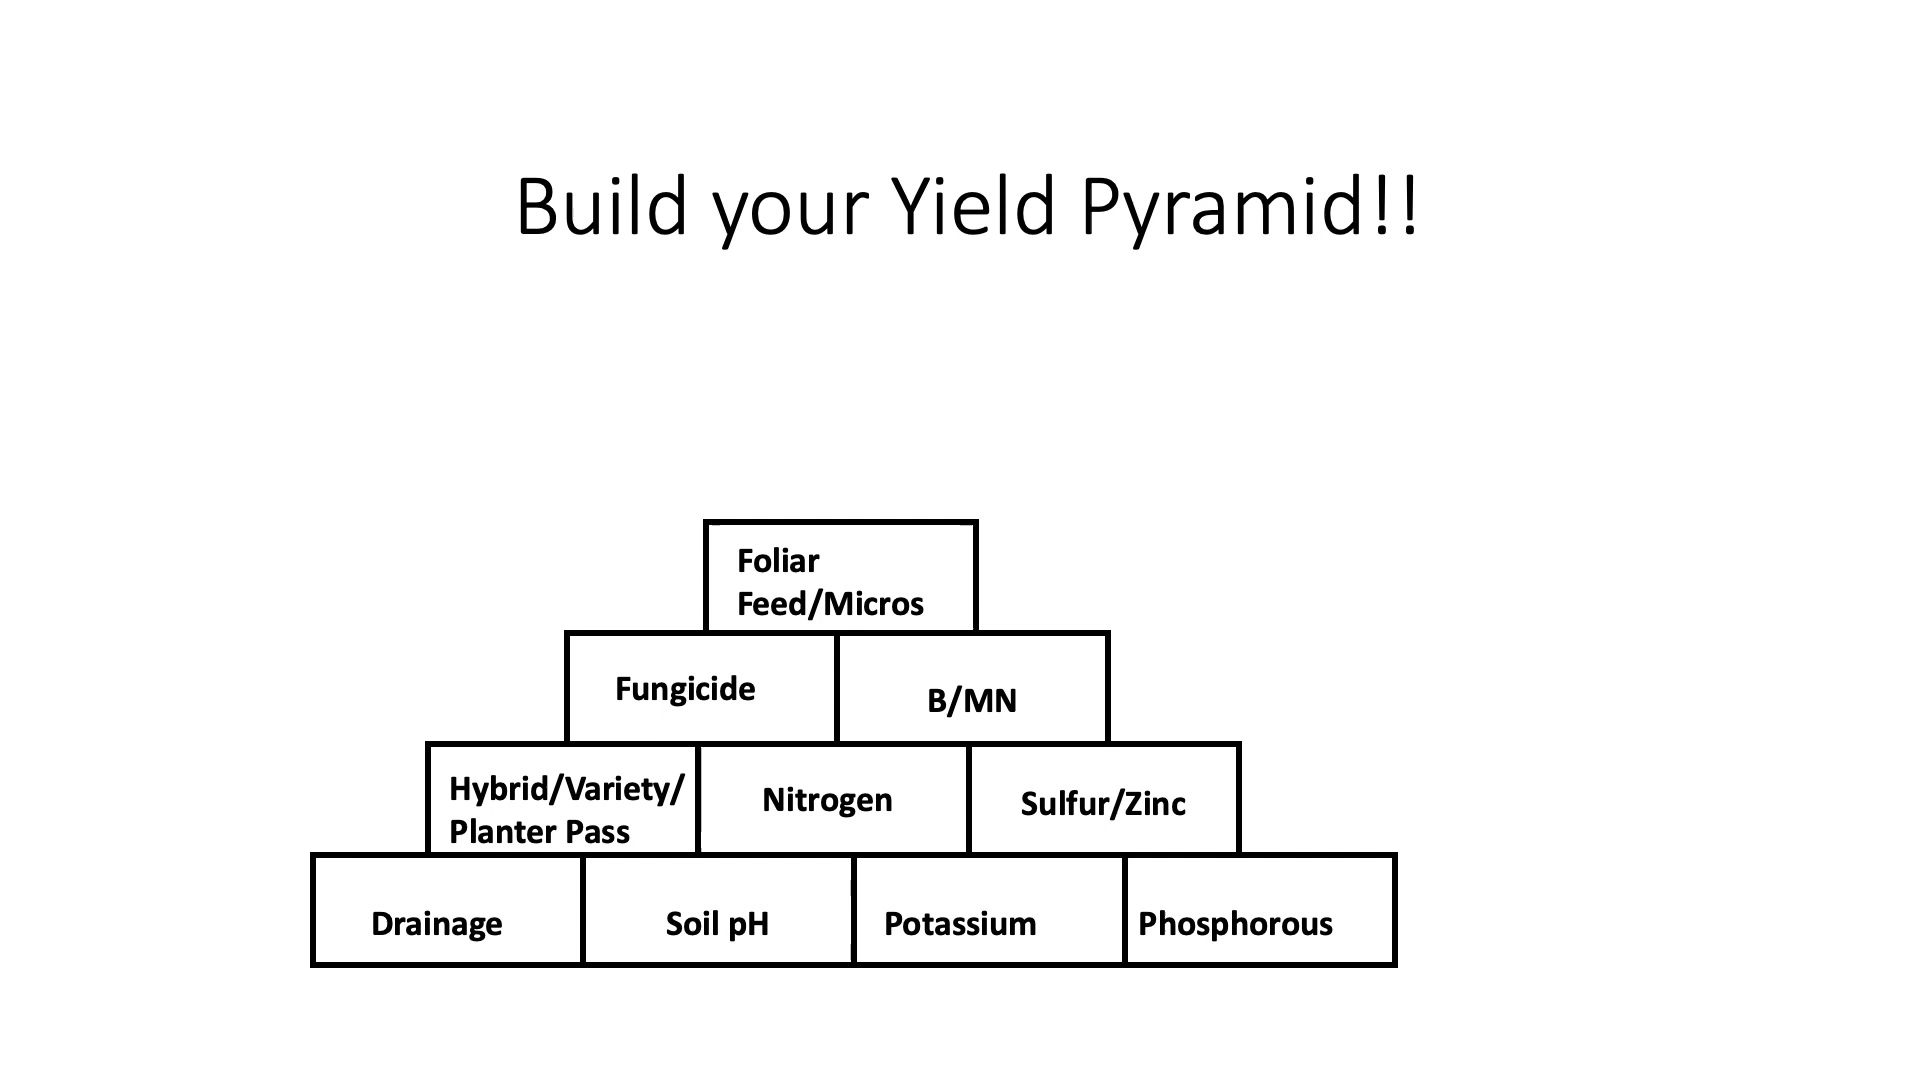 Build your Yield Pyramid!!
Foliar
Feed/Micros
Fungicide
B/MN
Hybrid/Variety/
Planter Pass
Nitrogen
Sulfur/Zinc
Drainage
Soil pH
Potassium
Phosphorous